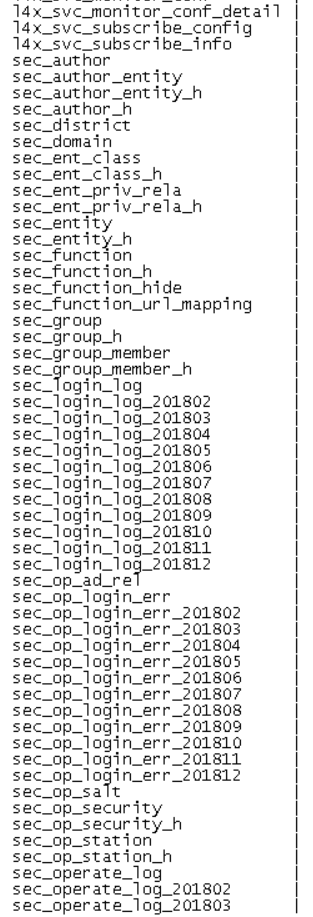 l4x_svc_monitor_conf_detail
l4x_svc_subscribe_config
l4x_svc_subscribe_info
sec_author
sec_author_entity
sec_author_entity_h
sec_author_h
sec_district
sec_domain
sec_ent_class
sec_ent_class_h
sec_ent_priv_rela
sec_ent_priv_rela_h
sec_entity
sec_entity_h
sec_function
sec_function_h
sec_function_hide
sec_function_url_mapping
sec_group
sec_group_h
sec_group_member
sec_group_member_h
sec_login_log
sec_login_log_201802
sec_login_log_201803
sec_login_log_201804
sec_login_log_201805
sec_login_log_201806
sec_login_log_201807
sec_login_log_201808
sec_login_log_201809
sec_login_log_201810
sec_login_log_201811
sec_login_log_201812
sec_op_ad_rel
sec_op_login_err
sec_op_login_err_201802
sec_op_login_err_201803
sec_op_login_err_201804
sec_op_login_err_201805
sec_op_login_err_201806
sec_op_login_err_201807
sec_op_login_err_201808
sec_op_login_err_201809
sec_op_login_err_201810
sec_op_login_err_201811
sec_op_login_err_201812
sec_op_salt
sec_op_security
sec_op_security_h
sec_op_station
sec_op_station_h
sec_operate_log
sec_operate_log_201802
sec_operate_log_201803